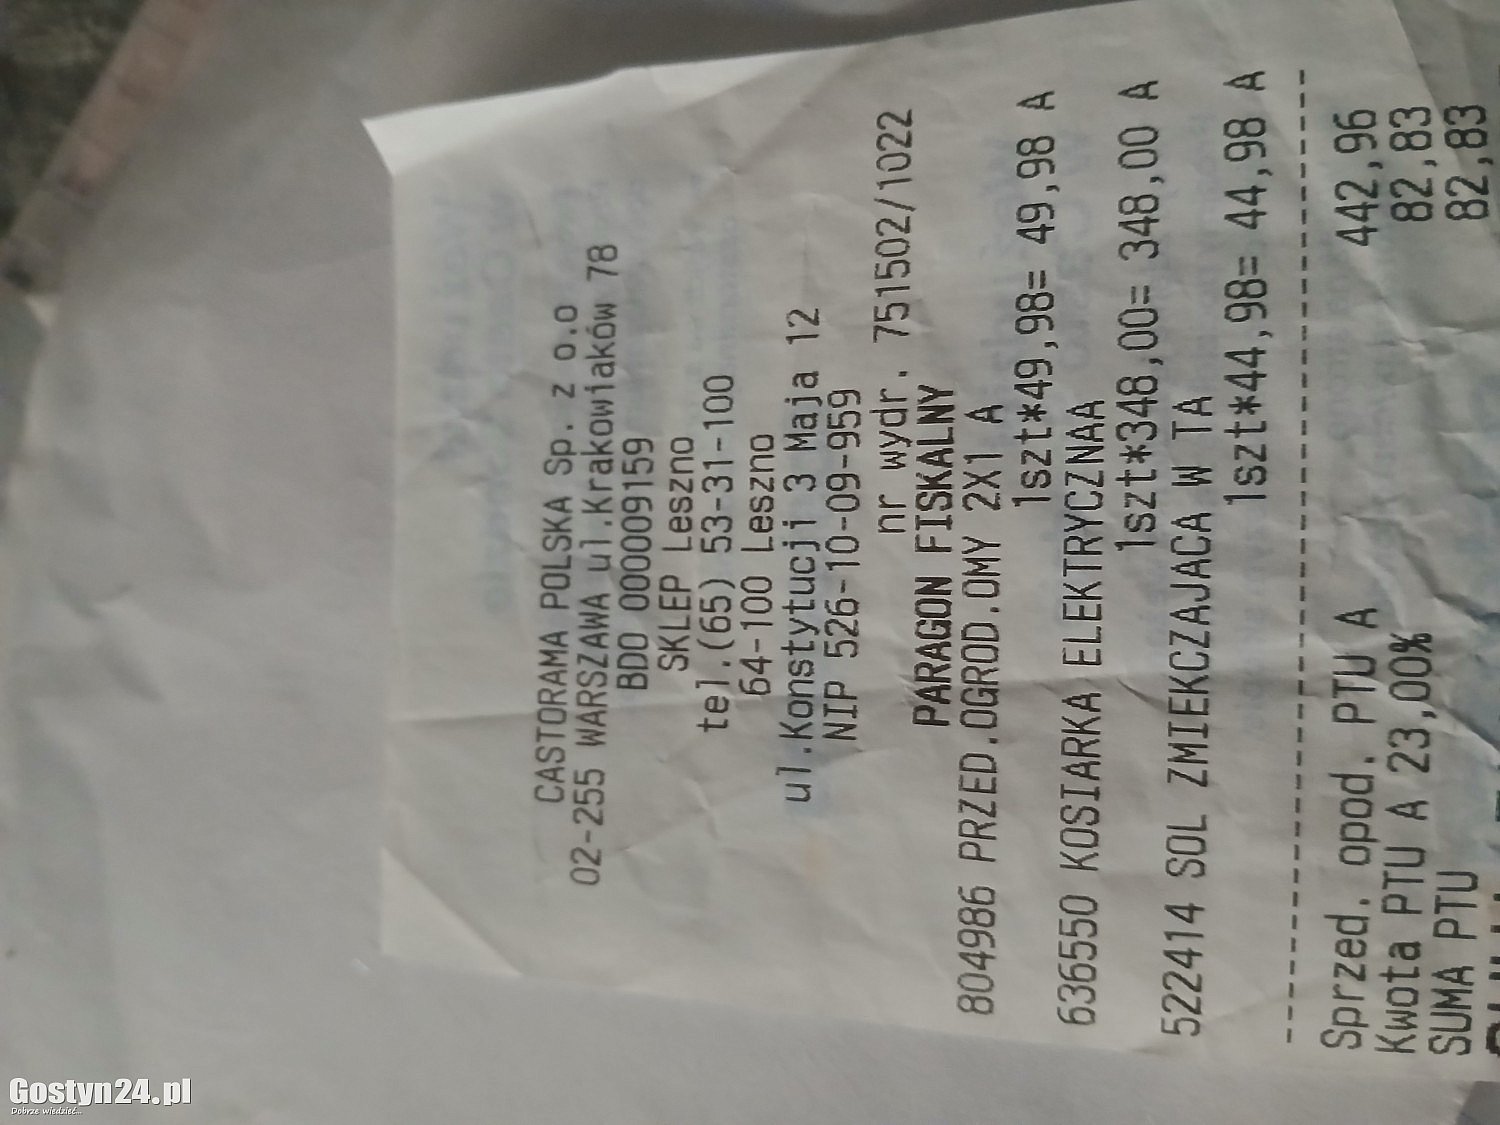 CASTORAMA POLSKA Sp. z o.o
02-255 WARSZAWA ul.Krakowiaków 78
BDO 000009159
SKLEP Leszno
tel.(65) 53-31-100
64-100 Leszno
ul.Konstytucji 3 Maja 12
NIP 526-10-09-959
nr wydr. 751502/1022
PARAGON FISKALNY
804986 PRZED.OGROD.OMY 2X1 A
1szt*49,98= 49,98 A
636550 KOSIARKA ELEKTRYCZNAA
1szt*348,00= 348,00 A
522414 SOL ZMIEKCZAJACA W TA
1szt*44,98= 44,98 A
Sprzed. opod. PTU A 442,96
Kwota PTU A 23,00% 82,83
SUMA PTU 82,83
Gostyn24.pl
Dobrze wiedzieć...